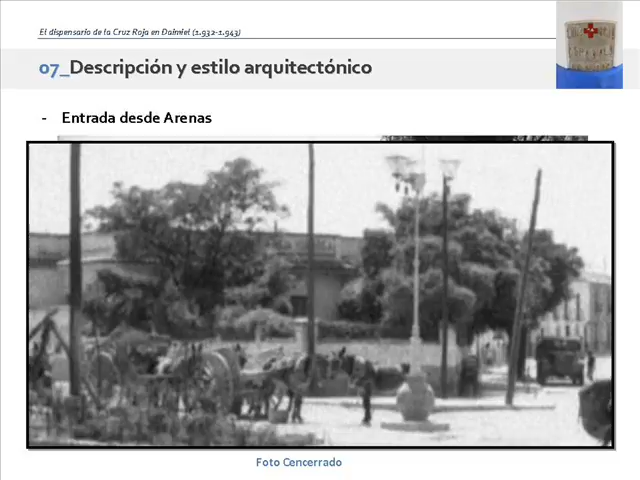 El dispensario de la Cruz Roja en Daimiel (1.932-1.943)
07_Descripción y estilo arquitectónico
- Entrada desde Arenas
Foto Cencerrado